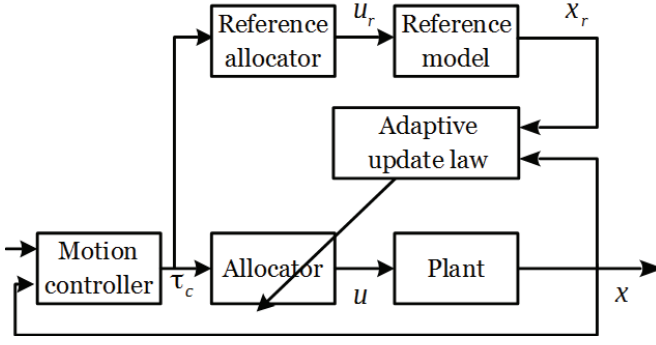 u_r
x_r
Reference
allocator
Reference
model
Adaptive
update law
Motion
controller
τ_c
Allocator
u
Plant
x